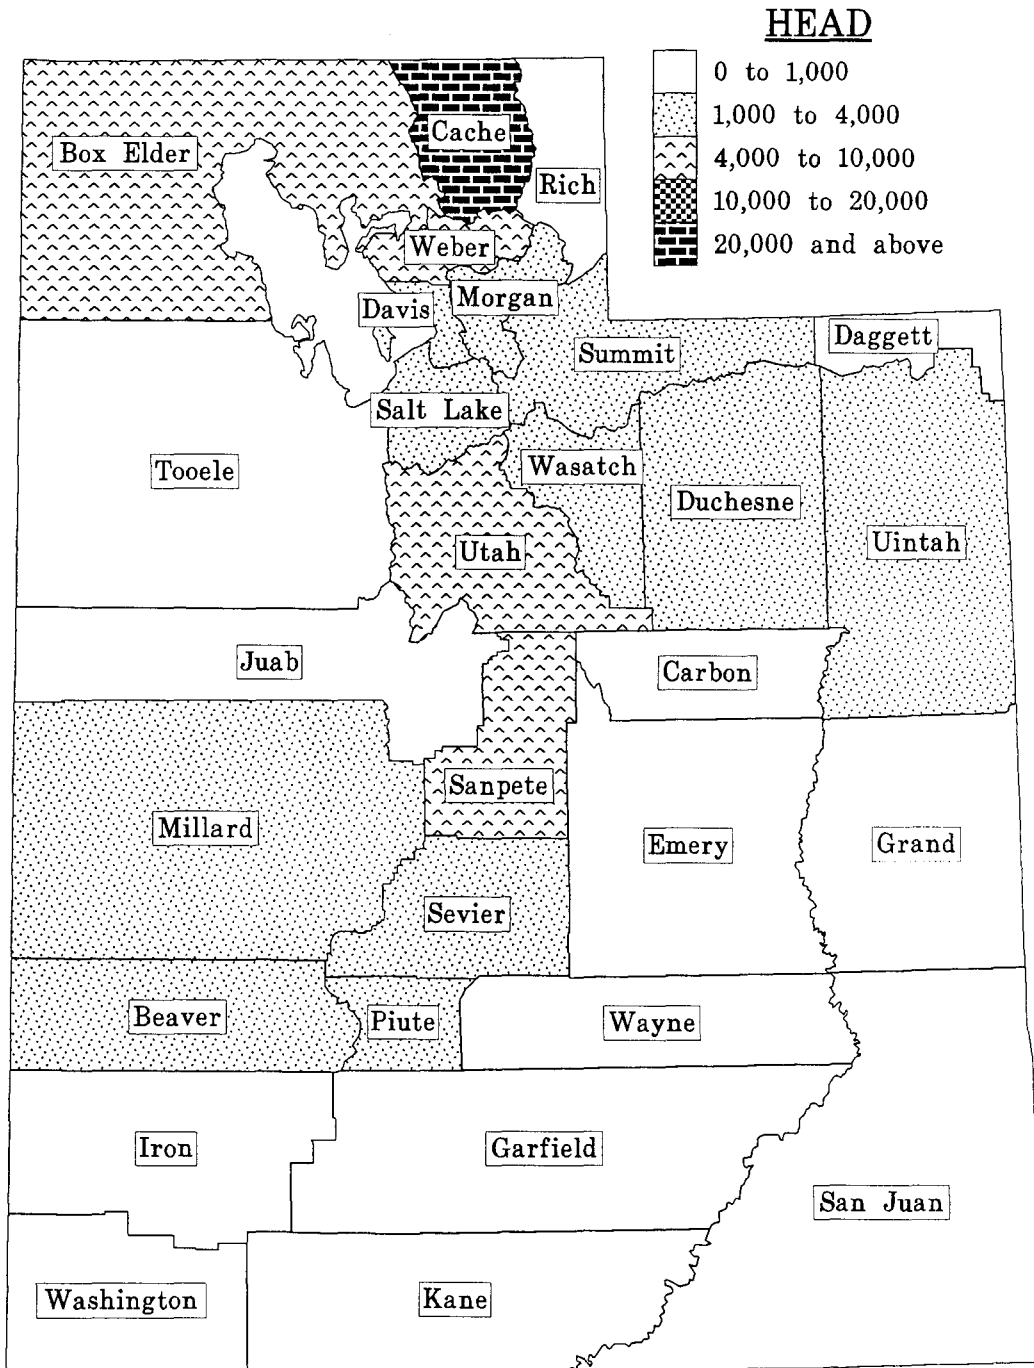 HEAD
0 to 1,000
1,000 to 4,000
4,000 to 10,000
10,000 to 20,000
20,000 and above
Cache
Box Elder
Rich
Weber
Morgan
Davis
Daggett
Summit
Salt Lake
Tooele
Wasatch
Duchesne
Uintah
Utah
Juab
Carbon
Sanpete
Millard
Emery
Grand
Sevier
Beaver
Piute
Wayne
Iron
Garfield
San Juan
Washington
Kane